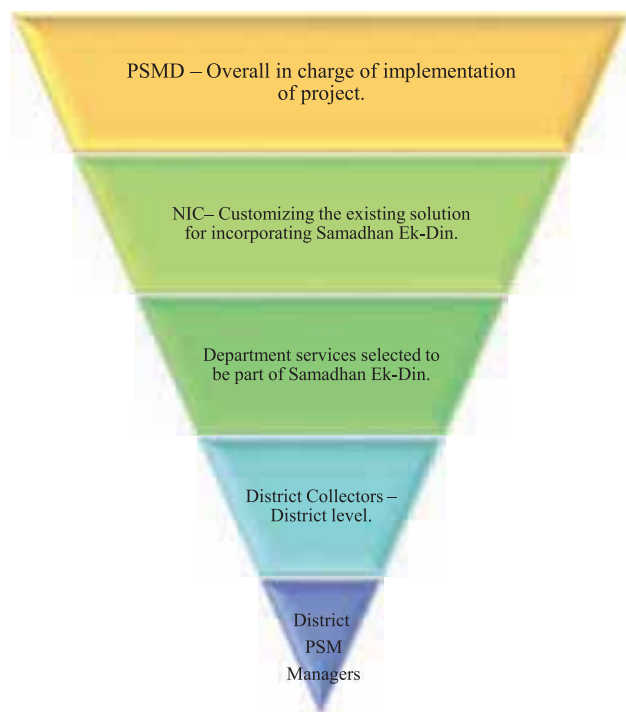 PSMD – Overall in charge of implementation
of project.
NIC– Customizing the existing solution
for incorporating Samadhan Ek-Din.
Department services selected to
be part of Samadhan Ek-Din.
District Collectors –
District level.
District
PSM
Managers